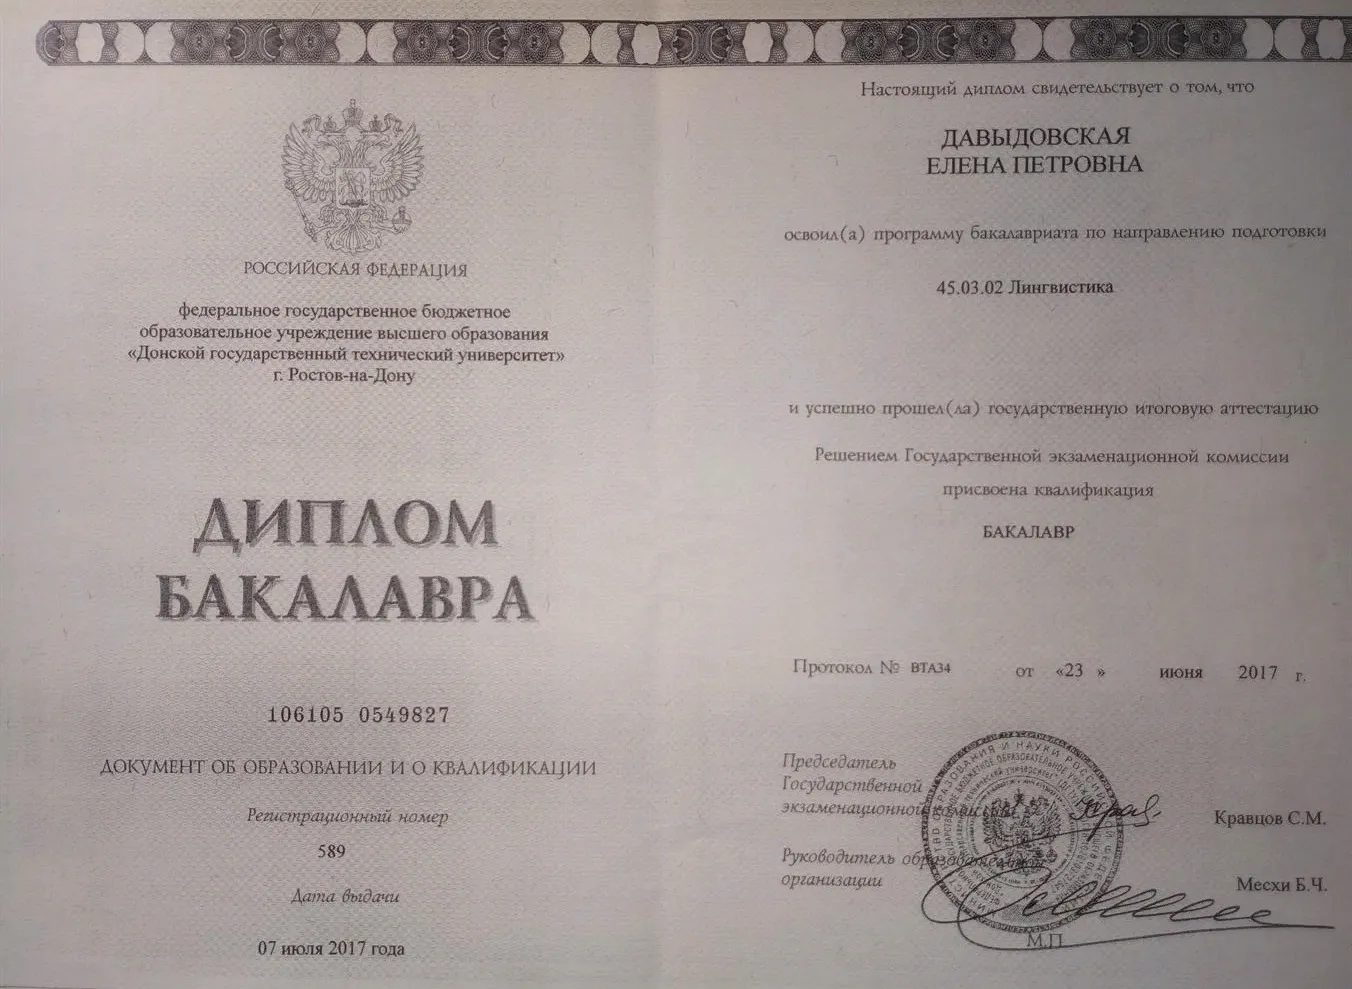 РОССИЙСКАЯ ФЕДЕРАЦИЯ
федеральное государственное бюджетное
образовательное учреждение высшего образования
«Донской государственный технический университет»
г. Ростов-на-Дону
ДИПЛОМ
БАКАЛАВРА
106105 0549827
ДОКУМЕНТ ОБ ОБРАЗОВАНИИ И О КВАЛИФИКАЦИИ
Регистрационный номер
589
Дата выдачи
07 июля 2017 года
Настоящий диплом свидетельствует о том, что
ДАВЫДОВСКАЯ
ЕЛЕНА ПЕТРОВНА
освоил(а) программу бакалавриата по направлению подготовки
45.03.02 Лингвистика
и успешно прошел(ла) государственную итоговую аттестацию
Решением Государственной экзаменационной комиссии
присвоена квалификация
БАКАЛАВР
Протокол № ВТА34 от «23 » июня 2017 г.
Председатель
Государственной
экзаменационной комиссии Кравцов С.М.
Руководитель образовательной
организации Месхи Б.Ч.
М.П